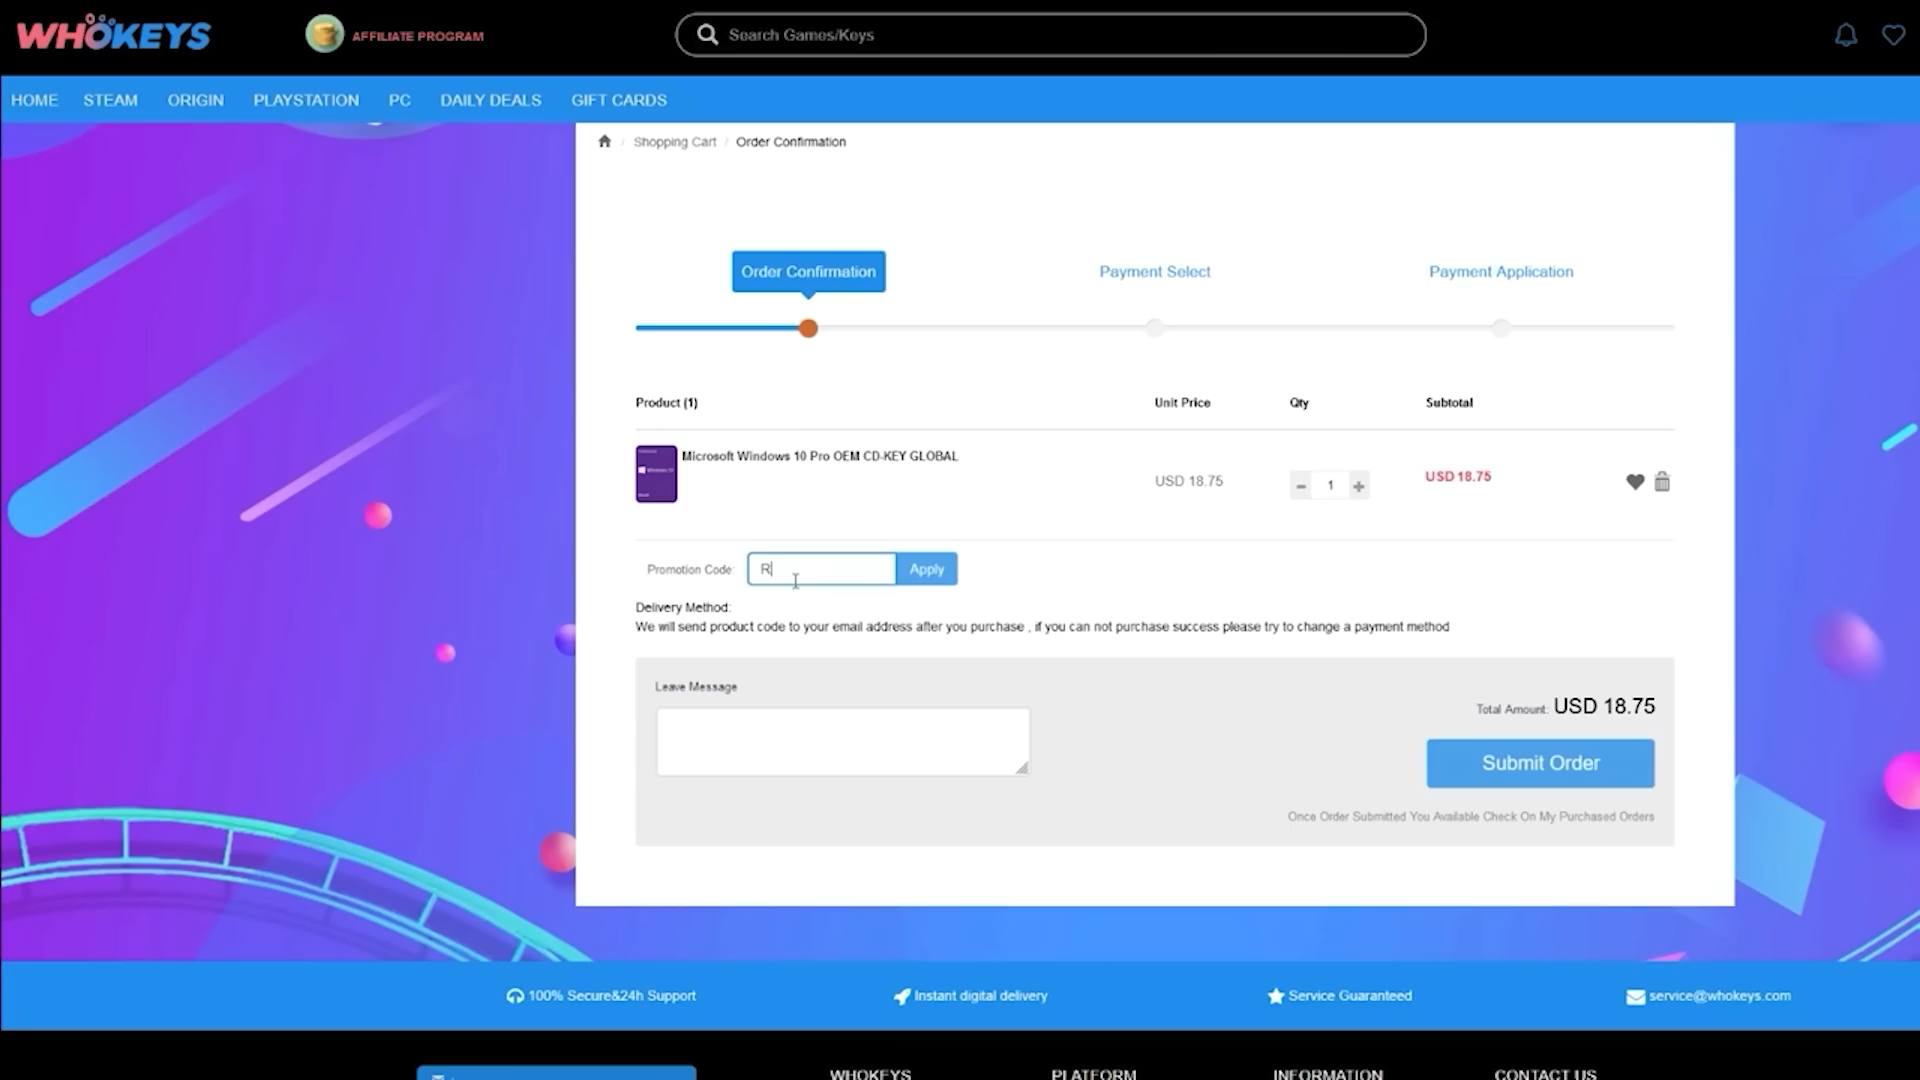 WHOKEYS
AFFILIATE PROGRAM
Search Games/Keys
HOME STEAM ORIGIN PLAYSTATION PC DAILY DEALS GIFT CARDS
/ Shopping Cart / Order Confirmation
Order Confirmation Payment Select Payment Application
Product (1) Unit Price Qty Subtotal
Microsoft Windows 10 Pro OEM CD-KEY GLOBAL
USD 18.75 - 1 + USD 18.75
Promotion Code: R Apply
Delivery Method:
We will send product code to your email address after you purchase , if you can not purchase success please try to change a payment method
Leave Message
Total Amount: USD 18.75
Submit Order
Once Order Submitted You Available Check On My Purchased Orders
100% Secure&24h Support Instant digital delivery Service Guaranteed service@whokeys.com
WHOKEYS PLATFORM INFORMATION CONTACT US